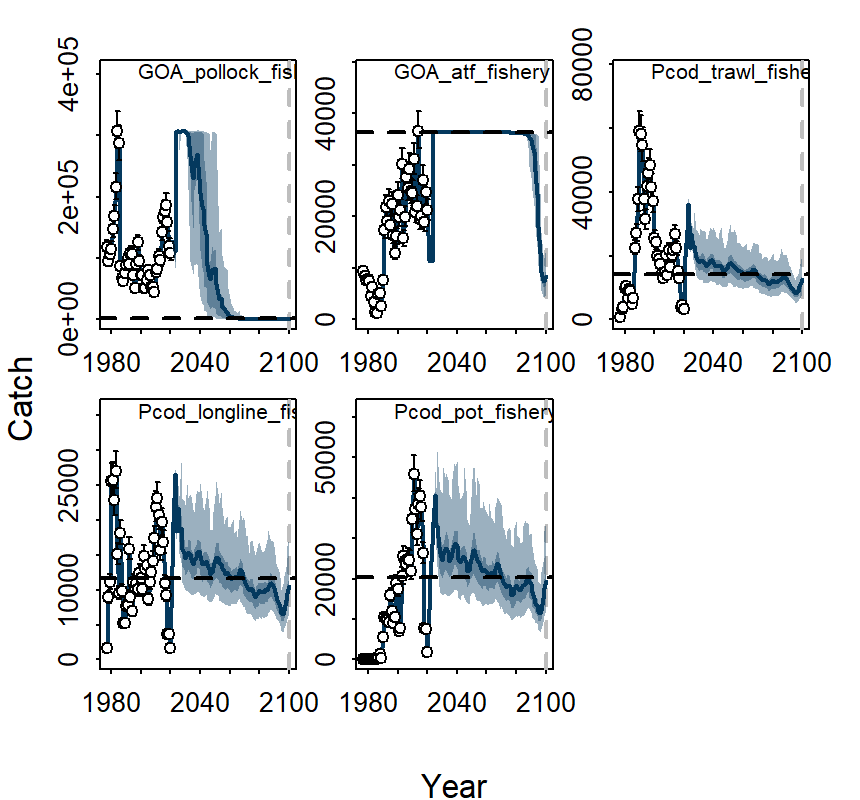 GOA_pollock_fis
GOA_atf_fishery
Pcod_trawl_fishe
0e+00 2e+05 4e+05
0 20000 40000
0 40000 80000
1980 2040 2100
1980 2040 2100
1980 2040 2100
Catch
Pcod_longline_fis
Pcod_pot_fishery
0 10000 25000
0 20000 50000
1980 2040 2100
1980 2040 2100
Year